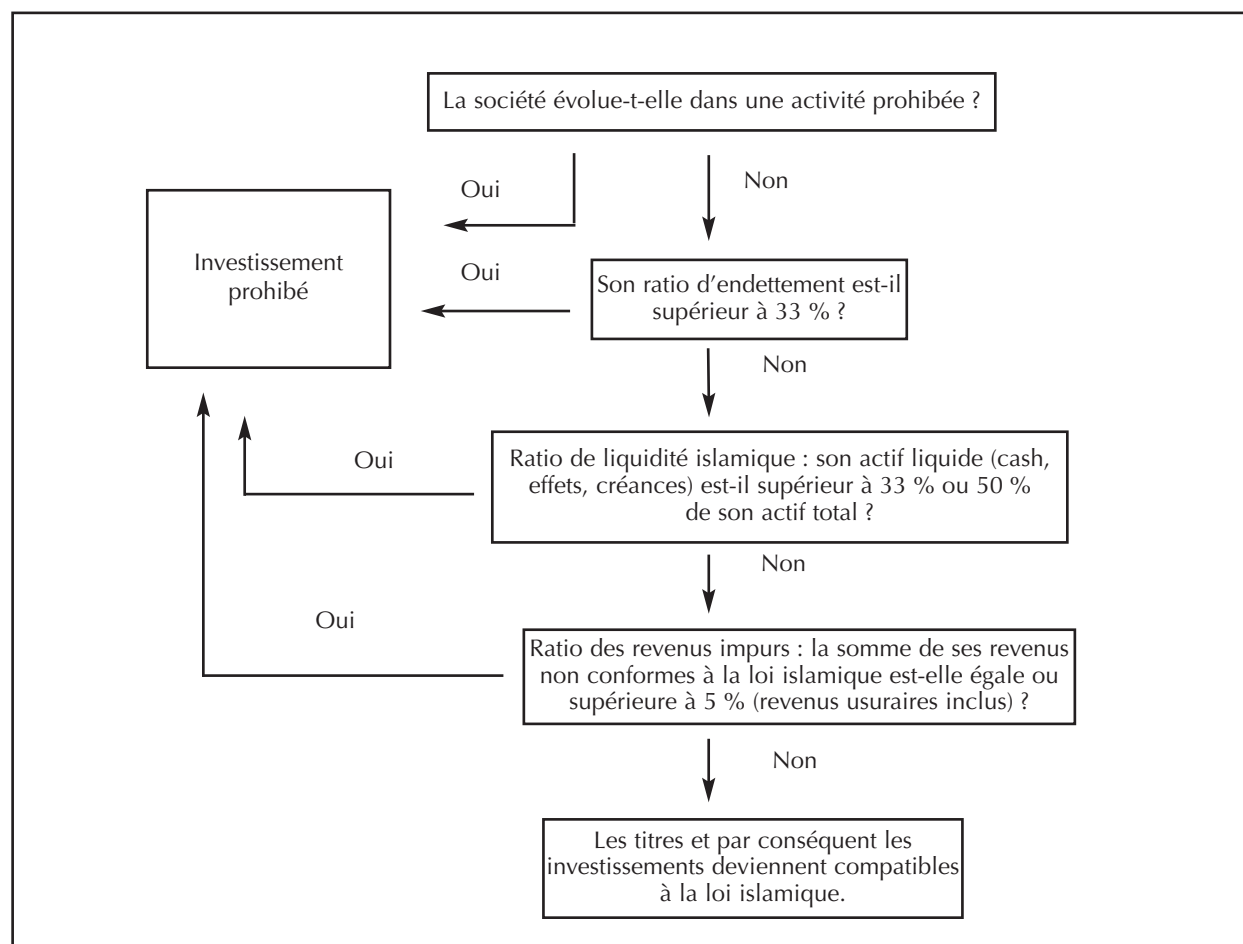 La société évolue-t-elle dans une activité prohibée ?
Oui
Non
Investissement
prohibé
Oui
Son ratio d’endettement est-il
supérieur à 33 % ?
Non
Oui
Ratio de liquidité islamique : son actif liquide (cash,
effets, créances) est-il supérieur à 33 % ou 50 %
de son actif total ?
Non
Oui
Ratio des revenus impurs : la somme de ses revenus
non conformes à la loi islamique est-elle égale ou
supérieure à 5 % (revenus usuraires inclus) ?
Non
Les titres et par conséquent les
investissements deviennent compatibles
à la loi islamique.